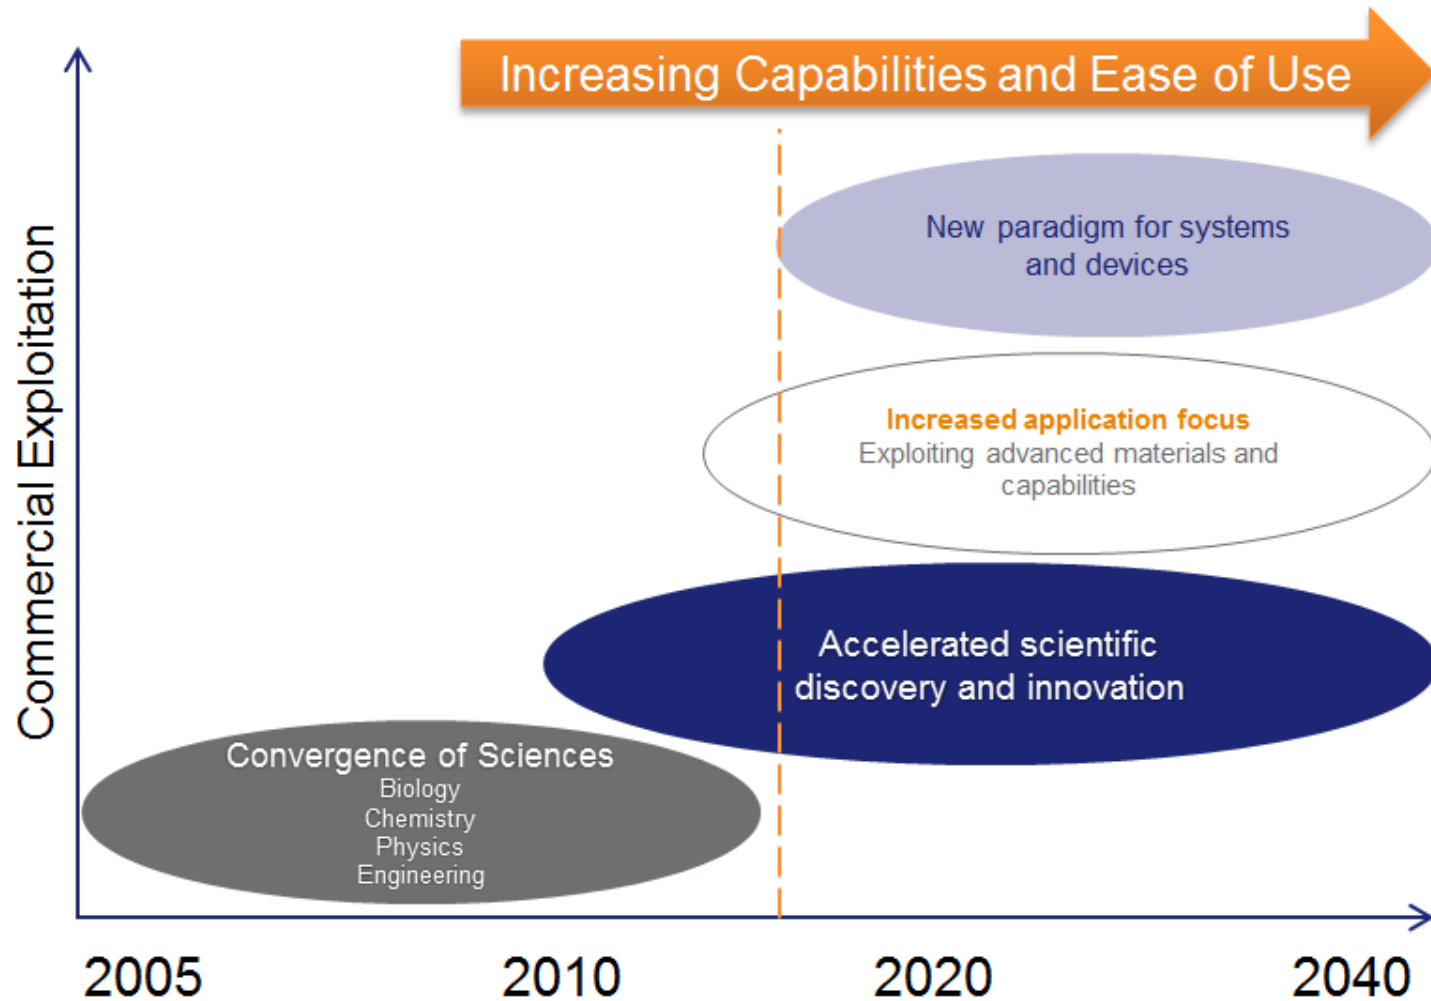 Increasing Capabilities and Ease of Use
Commercial Exploitation
New paradigm for systems
and devices
Increased application focus
Exploiting advanced materials and
capabilities
Accelerated scientific
discovery and innovation
Convergence of Sciences
Biology
Chemistry
Physics
Engineering
2005 2010 2020 2040